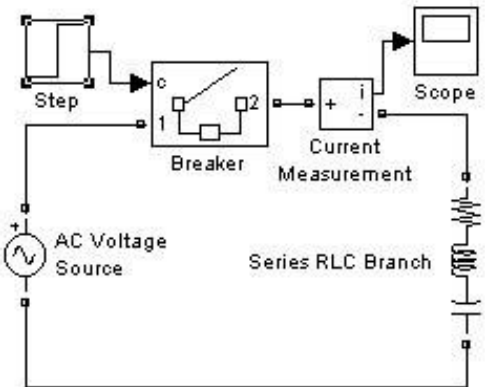 Step
c
1
2
Breaker
+
i
-
Current
Measurement
Scope
+
AC Voltage
Source
Series RLC Branch